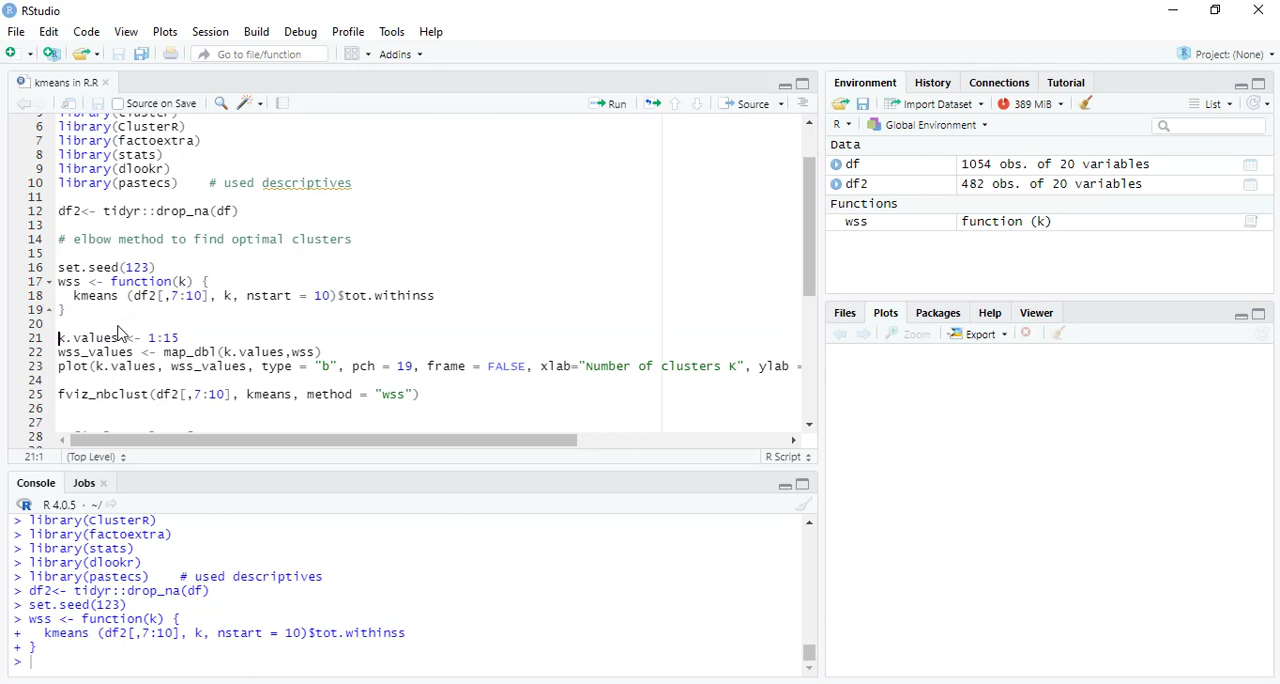 RStudio
File Edit Code View Plots Session Build Debug Profile Tools Help
Go to file/function Addins Project: (None)
kmeans in R.R
Source on Save Run Source
6 library(ClusterR)
7 library(factoextra)
8 library(stats)
9 library(dlookr)
10 library(pastecs) # used descriptives
11
12 df2<- tidyr::drop_na(df)
13
14 # elbow method to find optimal clusters
15
16 set.seed(123)
17 wss <- function(k) {
18 kmeans (df2[,7:10], k, nstart = 10)$tot.withinss
19 }
20
21 k.values <- 1:15
22 wss_values <- map_dbl(k.values,wss)
23 plot(k.values, wss_values, type = "b", pch = 19, frame = FALSE, xlab="Number of clusters K", ylab =
24
25 fviz_nbclust(df2[,7:10], kmeans, method = "wss")
26
27
28
21:1 (Top Level) R Script
Console Jobs
R 4.0.5 · ~/
> library(ClusterR)
> library(factoextra)
> library(stats)
> library(dlookr)
> library(pastecs) # used descriptives
> df2<- tidyr::drop_na(df)
> set.seed(123)
> wss <- function(k) {
+ kmeans (df2[,7:10], k, nstart = 10)$tot.withinss
+ }
>
Environment History Connections Tutorial
Import Dataset 389 MiB List
R Global Environment
Data
df 1054 obs. of 20 variables
df2 482 obs. of 20 variables
Functions
wss function (k)
Files Plots Packages Help Viewer
Zoom Export